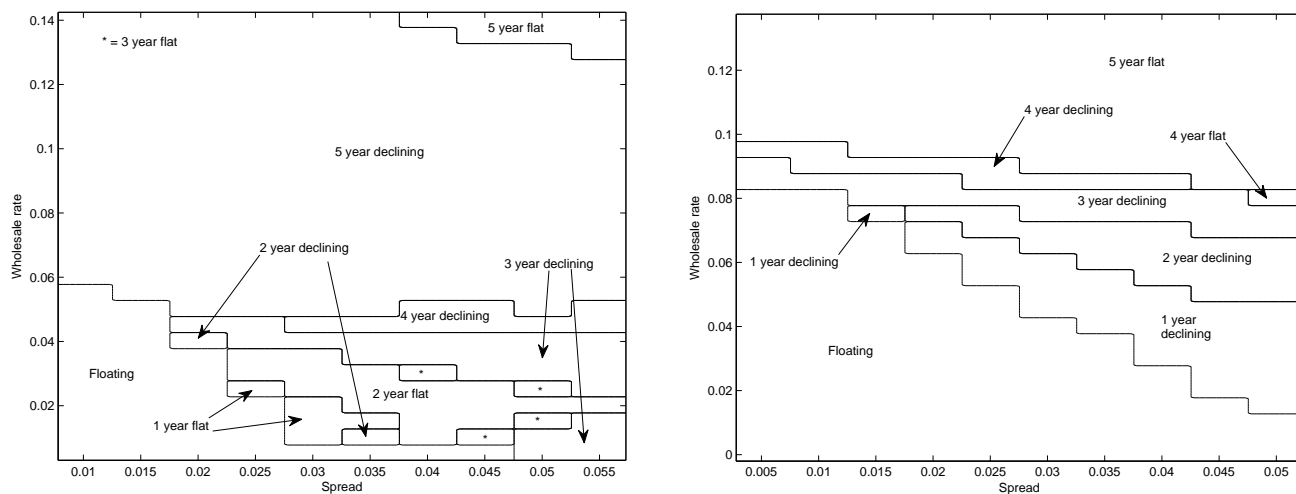 0.14
0.12
0.1
0.08
0.06
0.04
0.02
Wholesale rate
* = 3 year flat
5 year flat
5 year declining
2 year declining
3 year declining
4 year declining
Floating
*
2 year flat
*
1 year flat
*
*
0.01 0.015 0.02 0.025 0.03 0.035 0.04 0.045 0.05 0.055
Spread
0.12
0.1
0.08
0.06
0.04
0.02
0
Wholesale rate
5 year flat
4 year declining
4 year flat
3 year declining
1 year declining
2 year declining
1 year
declining
Floating
0.005 0.01 0.015 0.02 0.025 0.03 0.035 0.04 0.045 0.05
Spread